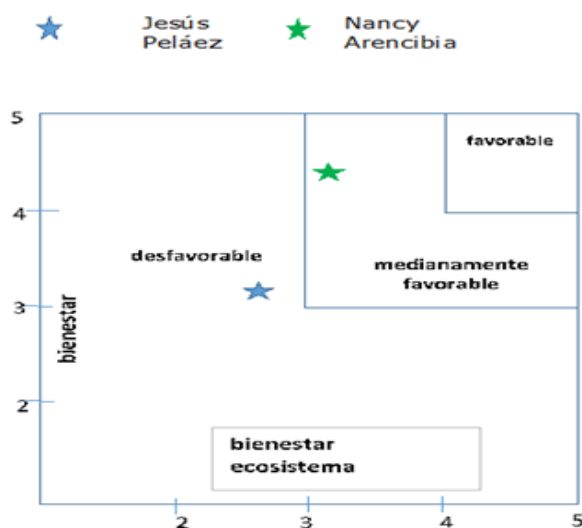 Jesús
Peláez
Nancy
Arencibia
5
favorable
4
desfavorable
medianamente
favorable
3
bienestar
2
bienestar
ecosistema
2
3
4
5